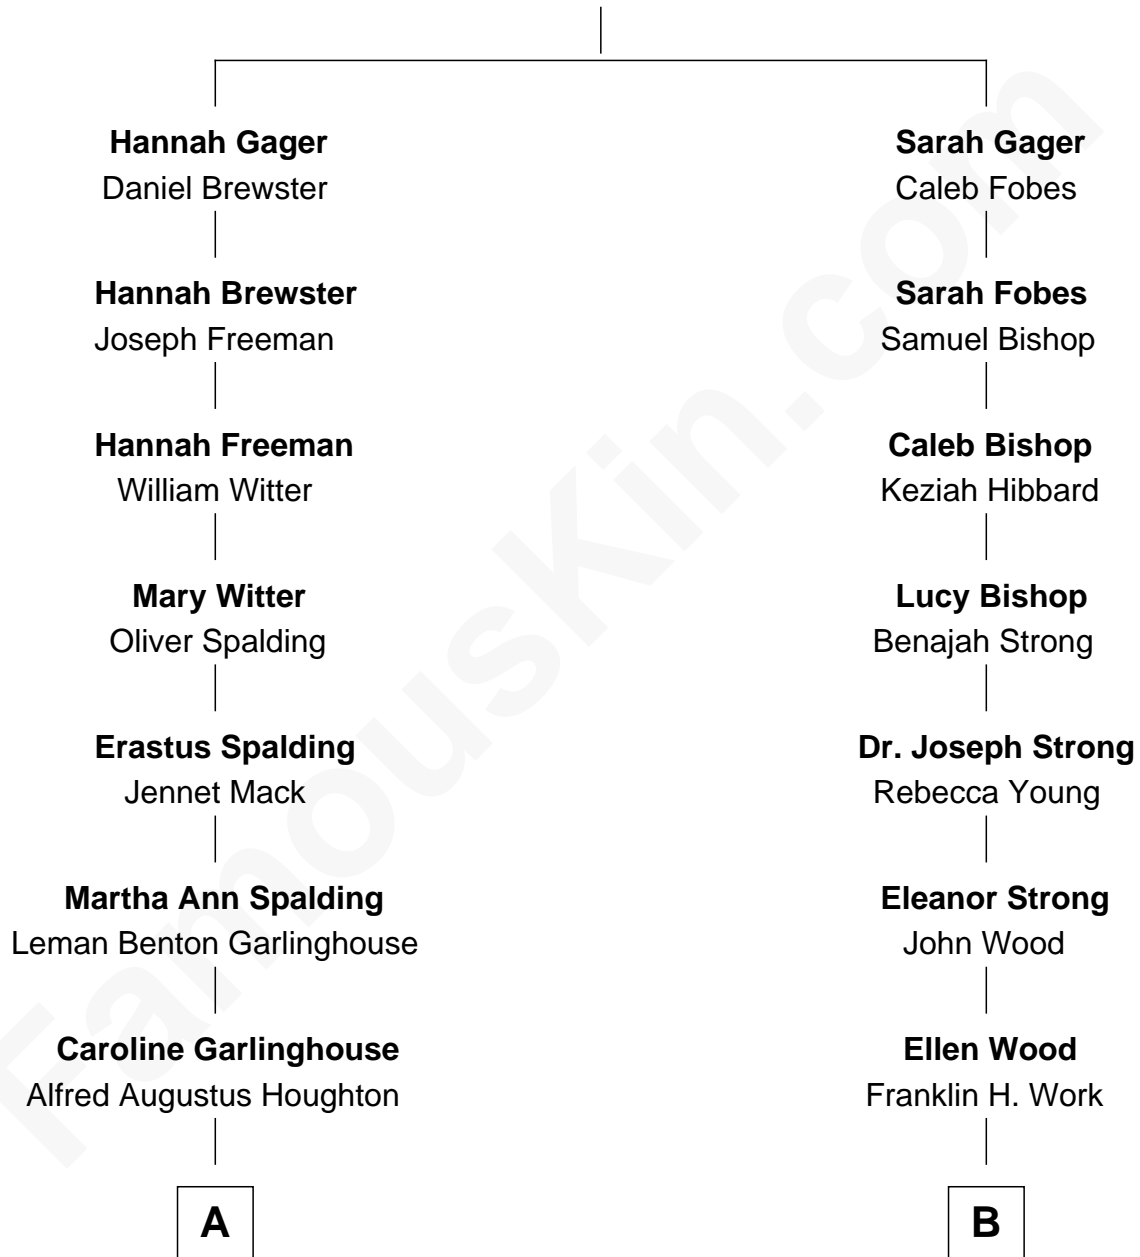 Hannah Gager
Daniel Brewster
Hannah Brewster
Joseph Freeman
Hannah Freeman
William Witter
Mary Witter
Oliver Spalding
Erastus Spalding
Jennet Mack
Martha Ann Spalding
Leman Benton Garlinghouse
Caroline Garlinghouse
Alfred Augustus Houghton
A
Sarah Gager
Caleb Fobes
Sarah Fobes
Samuel Bishop
Caleb Bishop
Keziah Hibbard
Lucy Bishop
Benajah Strong
Dr. Joseph Strong
Rebecca Young
Eleanor Strong
John Wood
Ellen Wood
Franklin H. Work
B
FamousKin.com